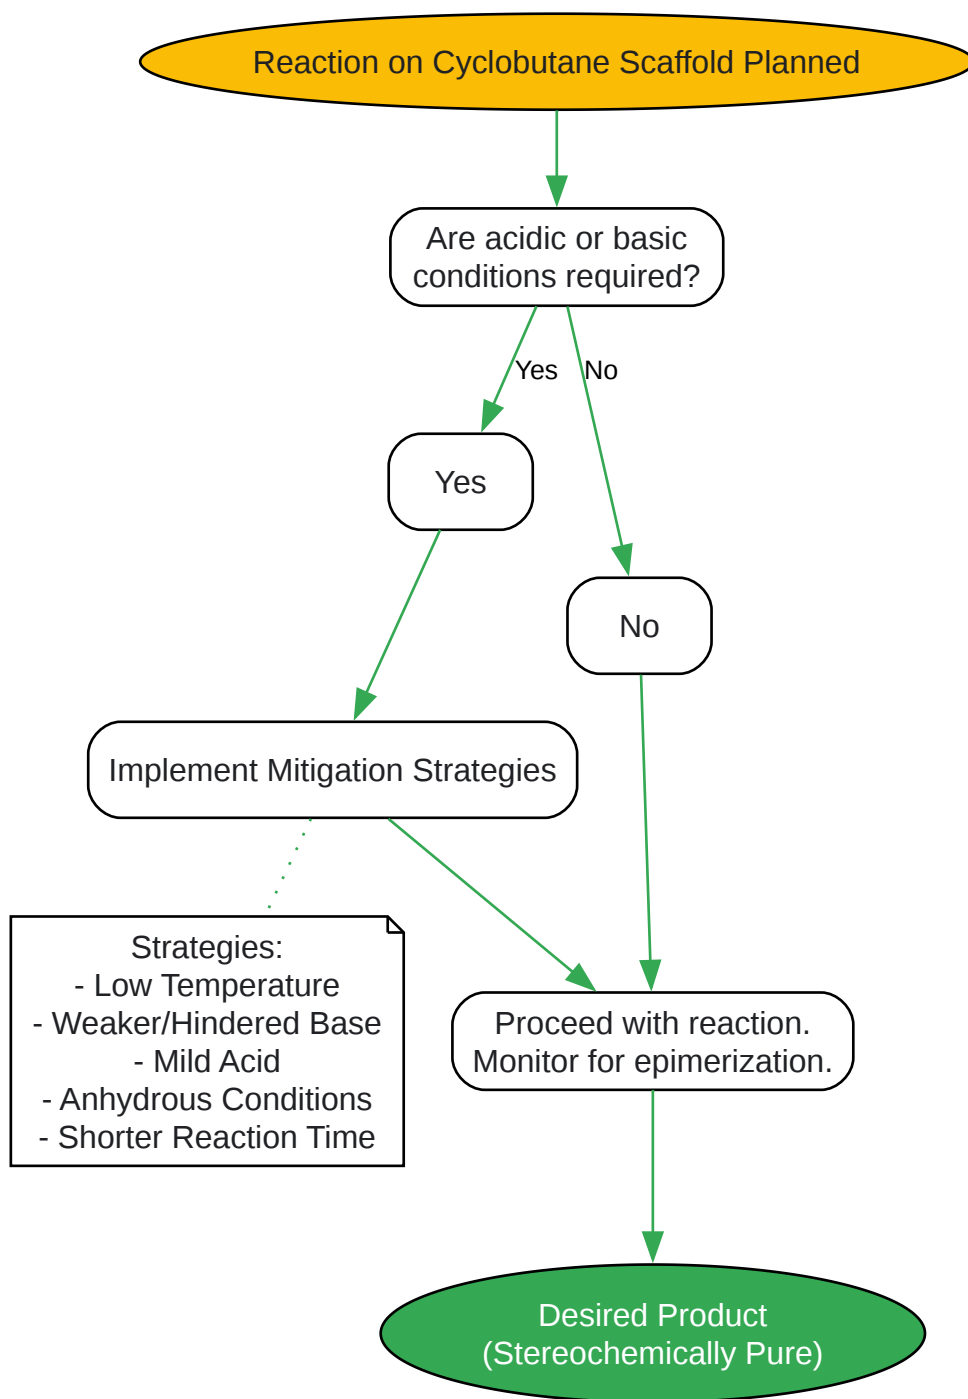 Reaction on Cyclobutane Scaffold Planned
Are acidic or basic
conditions required?
Yes
No
Yes
No
Implement Mitigation Strategies
Strategies:
- Low Temperature
- Weaker/Hindered Base
- Mild Acid
- Anhydrous Conditions
- Shorter Reaction Time
Proceed with reaction.
Monitor for epimerization.
Desired Product
(Stereochemically Pure)